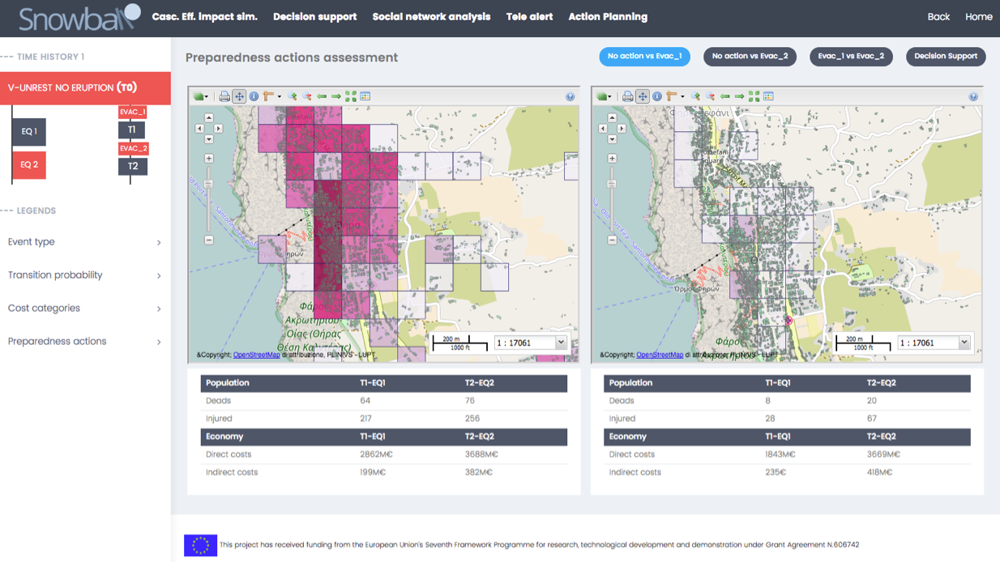 Snowball
Casc. Eff. impact sim.
Decision support
Social network analysis
Tele alert
Action Planning
Back
Home
--- TIME HISTORY 1
V-UNREST NO ERUPTION (T0)
EVAC_1
EQ 1
T1
EVAC_2
EQ 2
T2
--- LEGENDS
Event type
Transition probability
Cost categories
Preparedness actions
Preparedness actions assessment
No action vs Evac_1
No action vs Evac_2
Evac_1 vs Evac_2
Decision Support
Φάρος
Ακρωτηρίου
Οίας (Θήρας
Θέση Καλντέρας)
200 m
1000 ft
1 : 17061
&Copyright; OpenStreetMap di attribuzione, PLINIVS - LUPT
Square
Όρμος Φηρών
Φάρος
200 m
1000 ft
1 : 17061
&Copyright; OpenStreetMap di attribuzione, PLINIVS - LUPT
Population T1-EQ1 T2-EQ2
Deads 64 76
Injured 217 256
Economy T1-EQ1 T2-EQ2
Direct costs 2862M€ 3688M€
Indirect costs 199M€ 382M€
Population T1-EQ1 T2-EQ2
Deads 8 20
Injured 28 67
Economy T1-EQ1 T2-EQ2
Direct costs 1843M€ 3669M€
Indirect costs 235€ 418M€
This project has received funding from the European Union's Seventh Framework Programme for research, technological development and demonstration under Grant Agreement N.606742